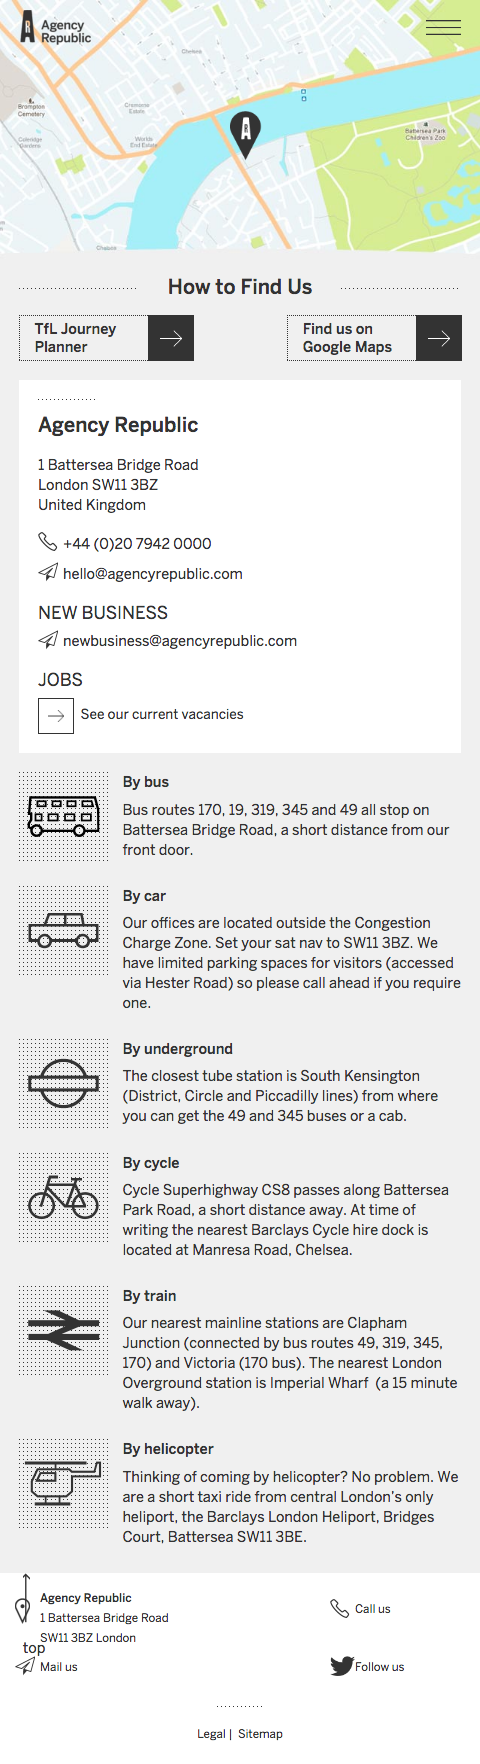 Agency
Republic
Chelsea
Brompton
Cemetery
Cremorne
Estate
Coleridge
Gardens
Worlds
End Estate
Battersea Park
Children's Zoo
Chelsea
How to Find Us
TfL Journey
Planner
Find us on
Google Maps
Agency Republic
1 Battersea Bridge Road
London SW11 3BZ
United Kingdom
+44 (0)20 7942 0000
hello@agencyrepublic.com
NEW BUSINESS
newbusiness@agencyrepublic.com
JOBS
See our current vacancies
By bus
Bus routes 170, 19, 319, 345 and 49 all stop on
Battersea Bridge Road, a short distance from our
front door.
By car
Our offices are located outside the Congestion
Charge Zone. Set your sat nav to SW11 3BZ. We
have limited parking spaces for visitors (accessed
via Hester Road) so please call ahead if you require
one.
By underground
The closest tube station is South Kensington
(District, Circle and Piccadilly lines) from where
you can get the 49 and 345 buses or a cab.
By cycle
Cycle Superhighway CS8 passes along Battersea
Park Road, a short distance away. At time of
writing the nearest Barclays Cycle hire dock is
located at Manresa Road, Chelsea.
By train
Our nearest mainline stations are Clapham
Junction (connected by bus routes 49, 319, 345,
170) and Victoria (170 bus). The nearest London
Overground station is Imperial Wharf (a 15 minute
walk away).
By helicopter
Thinking of coming by helicopter? No problem. We
are a short taxi ride from central London's only
heliport, the Barclays London Heliport, Bridges
Court, Battersea SW11 3BE.
Agency Republic
1 Battersea Bridge Road
SW11 3BZ London
Call us
top
Mail us
Follow us
Legal | Sitemap